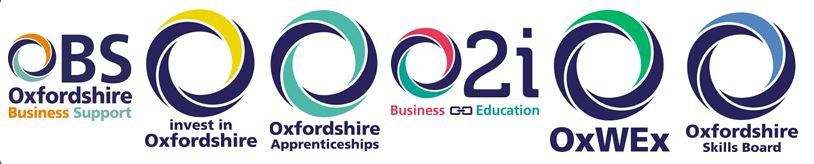 OBS
Oxfordshire
Business Support
invest in
Oxfordshire
Oxfordshire
Apprenticeships
O2i
Business Education
OxWEx
Oxfordshire
Skills Board